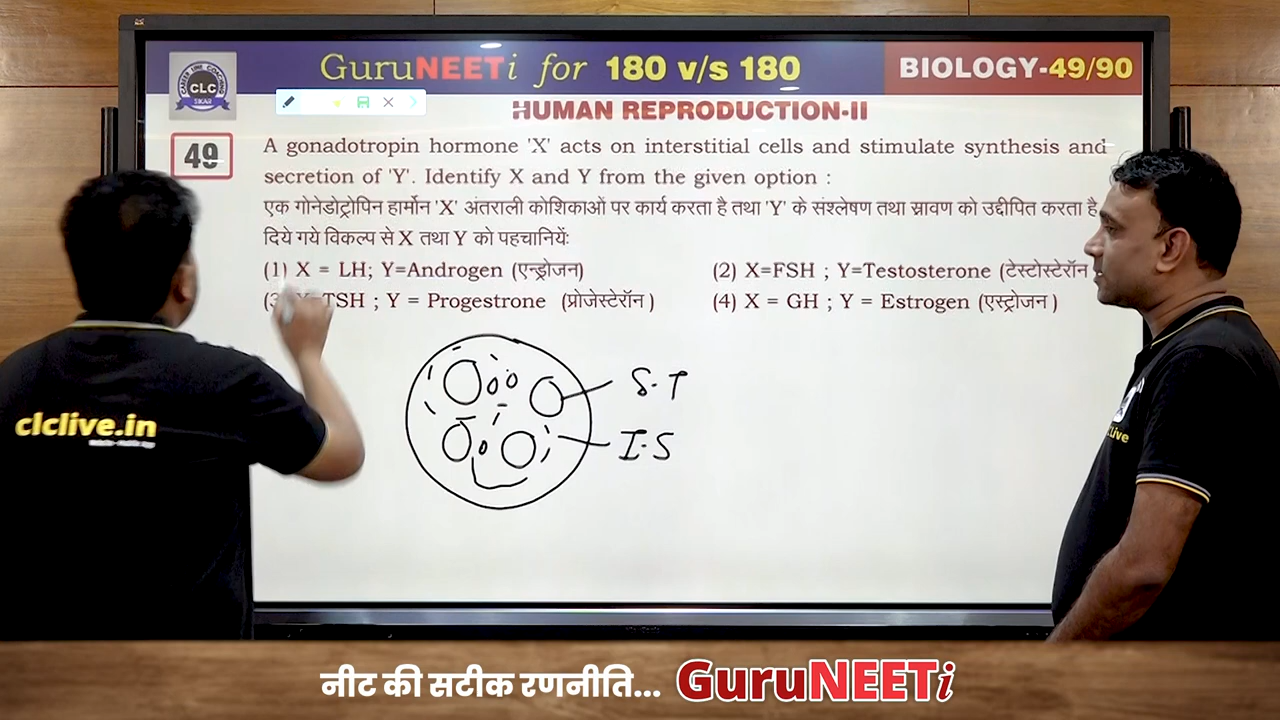 GuruNEETi for 180 v/s 180
BIOLOGY-49/90
CLC
SIKAR
HUMAN REPRODUCTION-II
49
A gonadotropin hormone 'X' acts on interstitial cells and stimulate synthesis and
secretion of 'Y'. Identify X and Y from the given option :
एक गोनेडोट्रोपिन हार्मोन 'X' अंतराली कोशिकाओं पर कार्य करता है तथा 'Y' के संश्लेषण तथा स्रावण को उद्दीपित करता है
दिये गये विकल्प से X तथा Y को पहचानियेः
(1) X = LH; Y=Androgen (एन्ड्रोजन)
(2) X=FSH ; Y=Testosterone (टेस्टोस्टेरॉन
TSH ; Y = Progestrone (प्रोजेस्टेरॉन )
(4) X = GH ; Y = Estrogen (एस्ट्रोजन )
S.T
I.S
clclive.in
Live
नीट की सटीक रणनीति... GuruNEETi